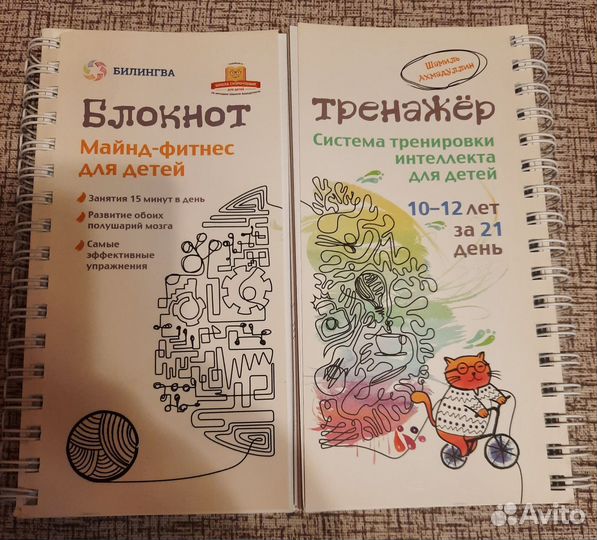 БИЛИНГВА
Блокнот
Майнд-фитнес
для детей
Занятия 15 минут в день
Развитие обоих
полушарий мозга
Самые
эффективные
упражнения
Шамиль
Ахмадуллин
тренажёр
Система тренировки
интеллекта
для детей
10–12 лет
за 21
день
Avito